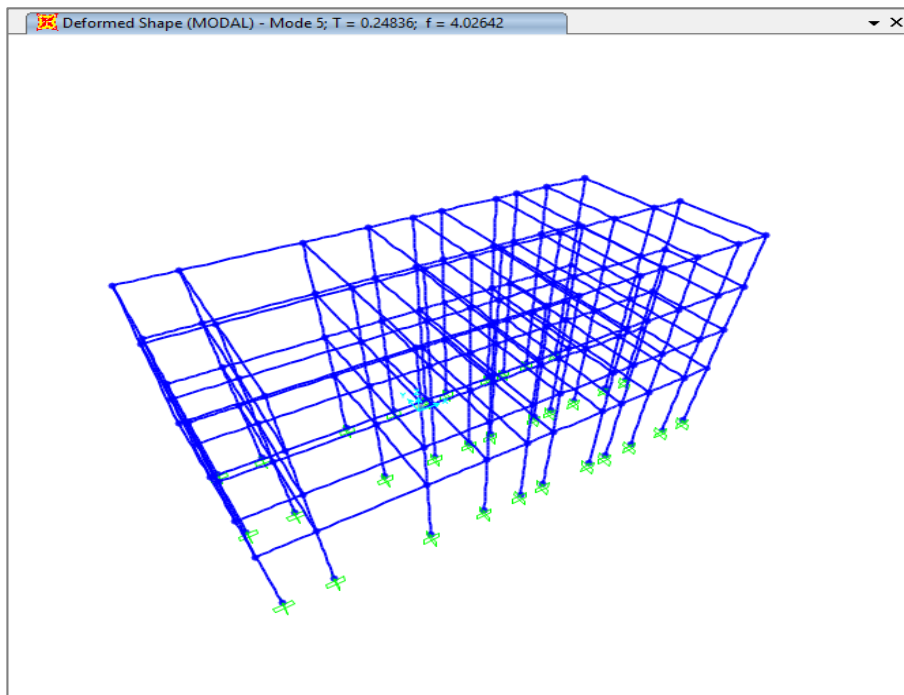 Deformed Shape (MODAL) - Mode 5; T = 0.24836; f = 4.02642